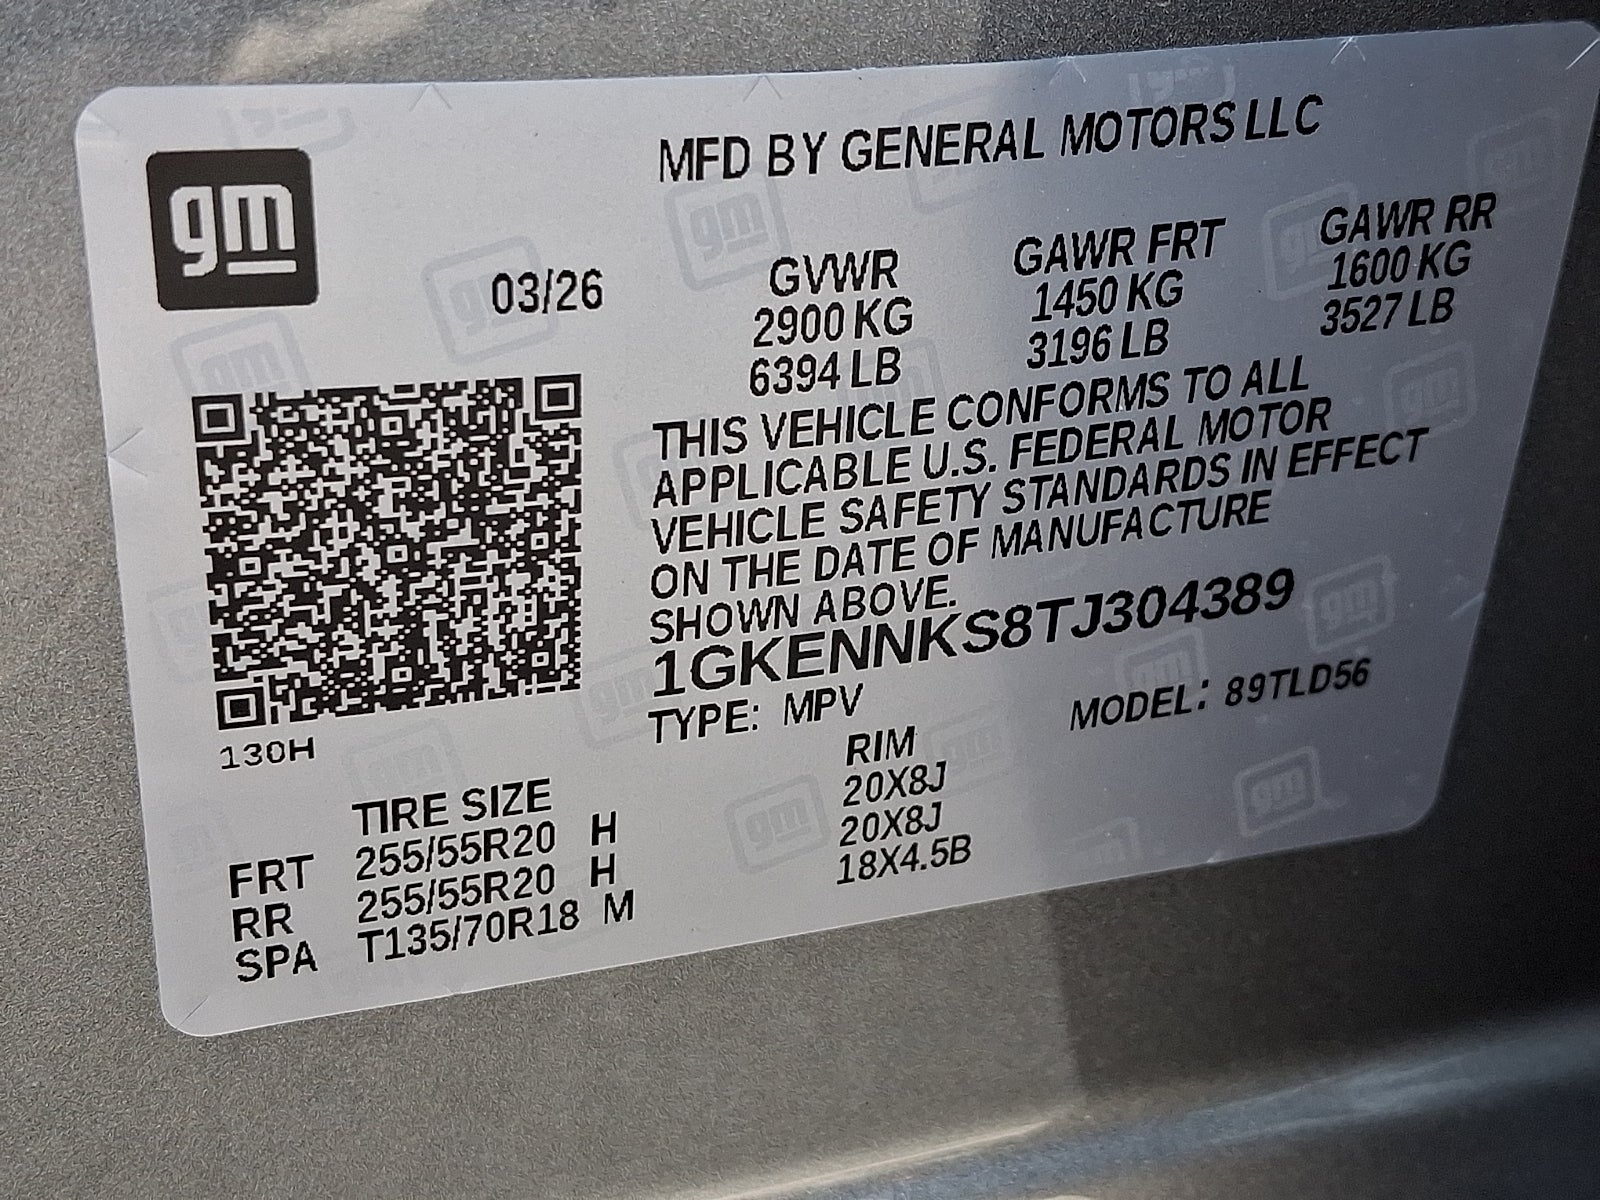 gm
MFD BY GENERAL MOTORS LLC
03/26
GVWR GAWR FRT GAWR RR
2900 KG 1450 KG 1600 KG
6394 LB 3196 LB 3527 LB
THIS VEHICLE CONFORMS TO ALL
APPLICABLE U.S. FEDERAL MOTOR
VEHICLE SAFETY STANDARDS IN EFFECT
ON THE DATE OF MANUFACTURE
SHOWN ABOVE.
1GKENNKS8TJ304389
TYPE: MPV MODEL: 89TLD56
130H
TIRE SIZE RIM
FRT 255/55R20 H 20X8J
RR 255/55R20 H 20X8J
SPA T135/70R18 M 18X4.5B